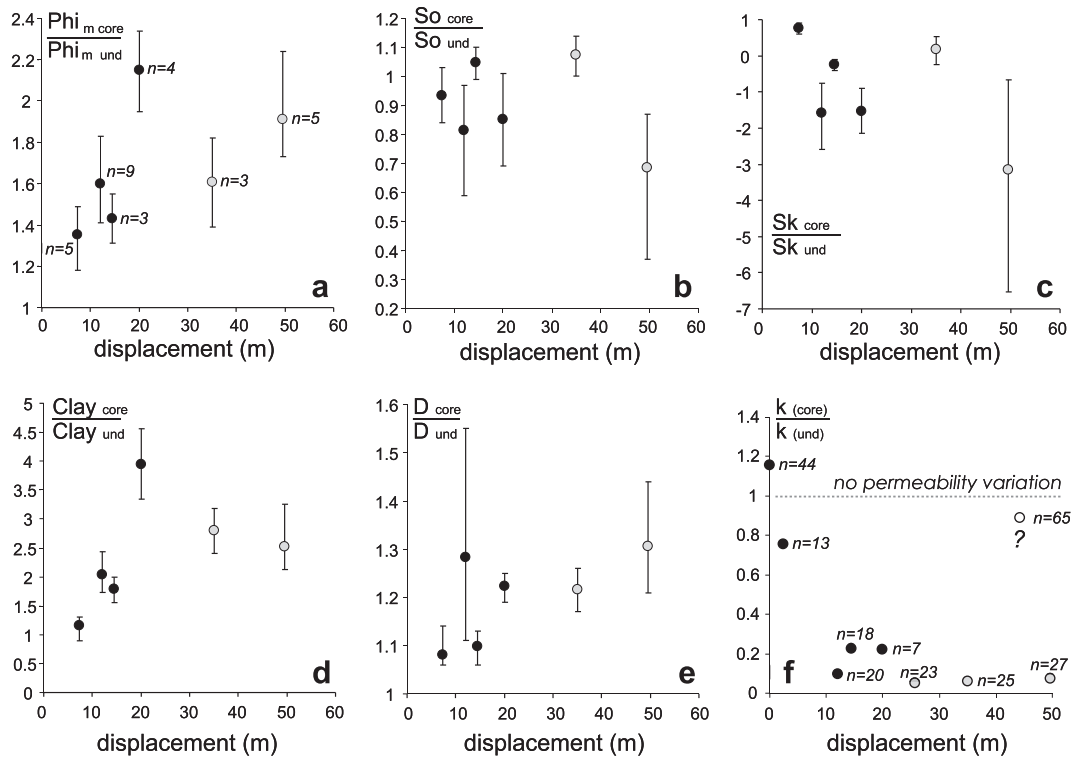 Phi m core
Phi m und
2.4
2.2
2
1.8
1.6
1.4
1.2
1
n=4
n=5
n=9
n=3
n=3
n=5
a
0 10 20 30 40 50 60
displacement (m)
So core
So und
1.2
1.1
1
0.9
0.8
0.7
0.6
0.5
0.4
0.3
0.2
b
0 10 20 30 40 50 60
displacement (m)
1
0
-1
-2
-3
-4
-5
-6
-7
Sk core
Sk und
c
0 10 20 30 40 50 60
displacement (m)
Clay core
Clay und
5
4.5
4
3.5
3
2.5
2
1.5
1
0.5
0
d
0 10 20 30 40 50 60
displacement (m)
D core
D und
1.6
1.5
1.4
1.3
1.2
1.1
1
e
0 10 20 30 40 50 60
displacement (m)
k (core)
k (und)
1.4
1.2
1
0.8
0.6
0.4
0.2
0
n=44
no permeability variation
n=65
?
n=13
n=18
n=7
n=20
n=23
n=25
n=27
f
0 10 20 30 40 50
displacement (m)